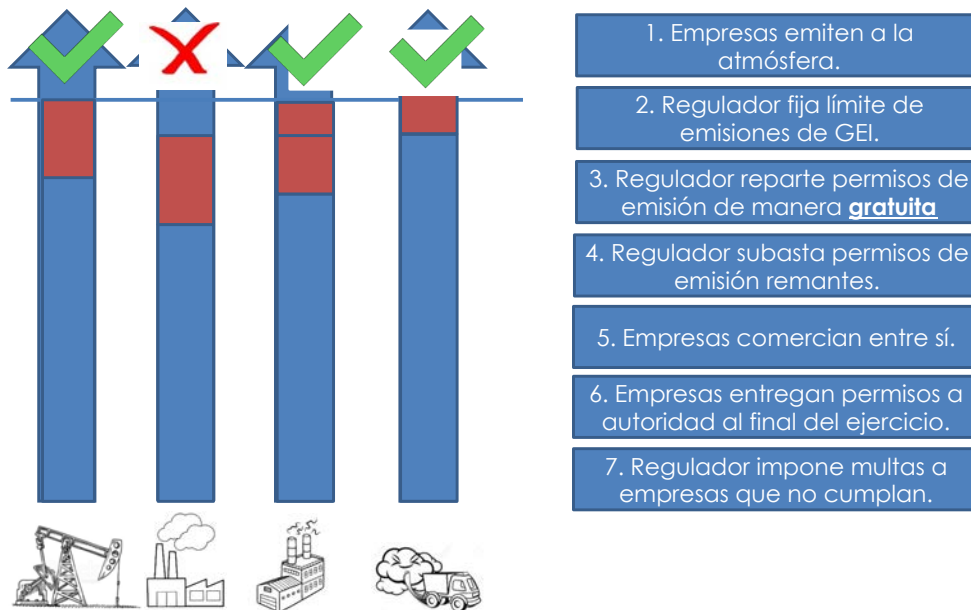 1. Empresas emiten a la
atmósfera.
2. Regulador fija límite de
emisiones de GEI.
3. Regulador reparte permisos de
emisión de manera gratuita
4. Regulador subasta permisos de
emisión remantes.
5. Empresas comercian entre sí.
6. Empresas entregan permisos a
autoridad al final del ejercicio.
7. Regulador impone multas a
empresas que no cumplan.